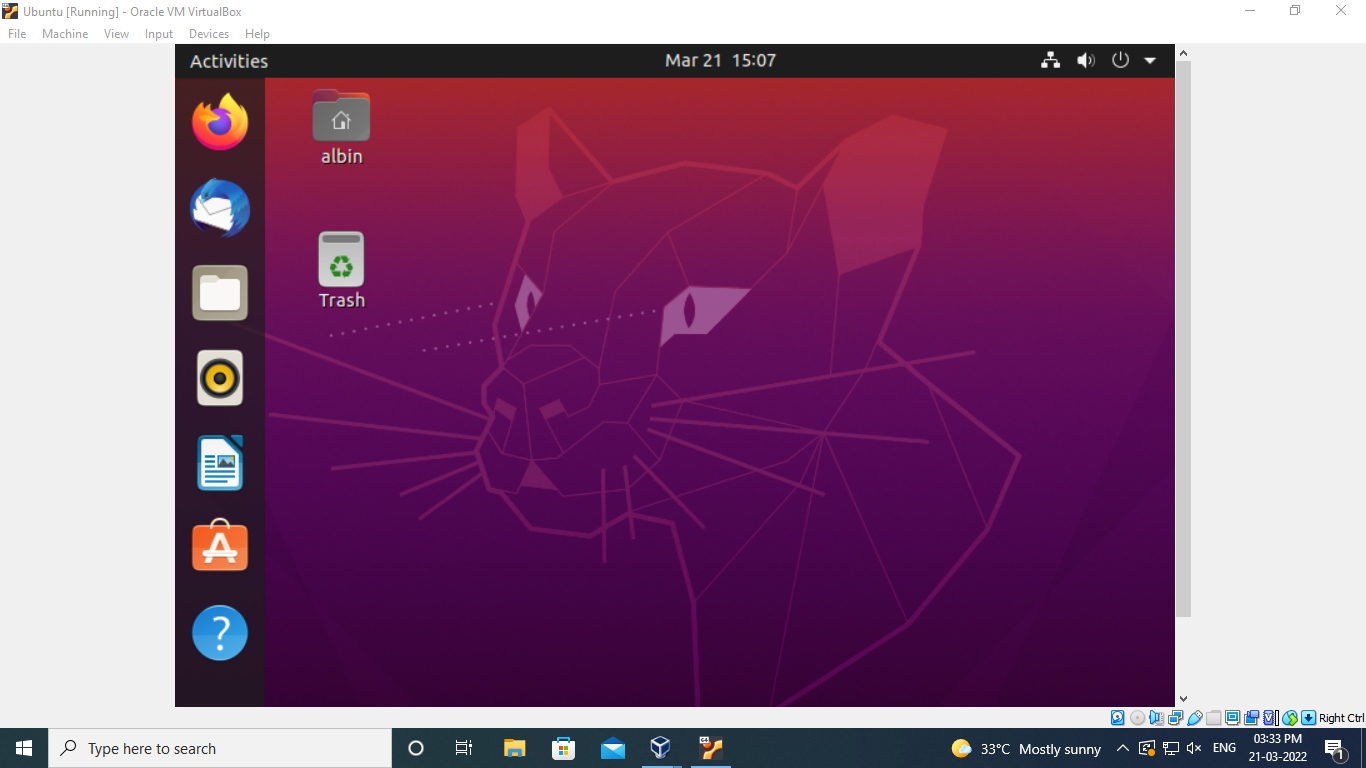 Ubuntu [Running] - Oracle VM VirtualBox
File Machine View Input Devices Help
Activities Mar 21 15:07
albin
Trash
Right Ctrl
Type here to search
33°C Mostly sunny
ENG
03:33 PM
21-03-2022
1